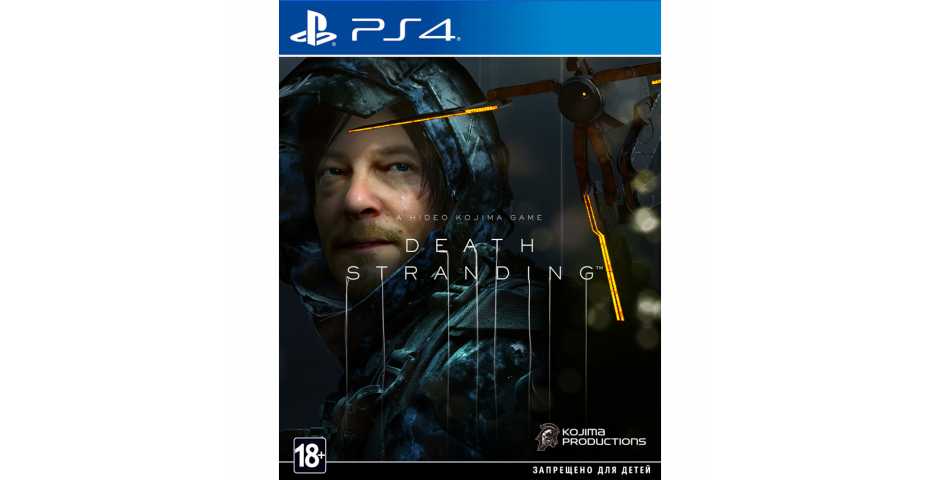 PS4
A HIDEO KOJIMA GAME
DEATH
STRANDING™
KOJIMA
PRODUCTIONS
18+
ЗАПРЕЩЕНО ДЛЯ ДЕТЕЙ